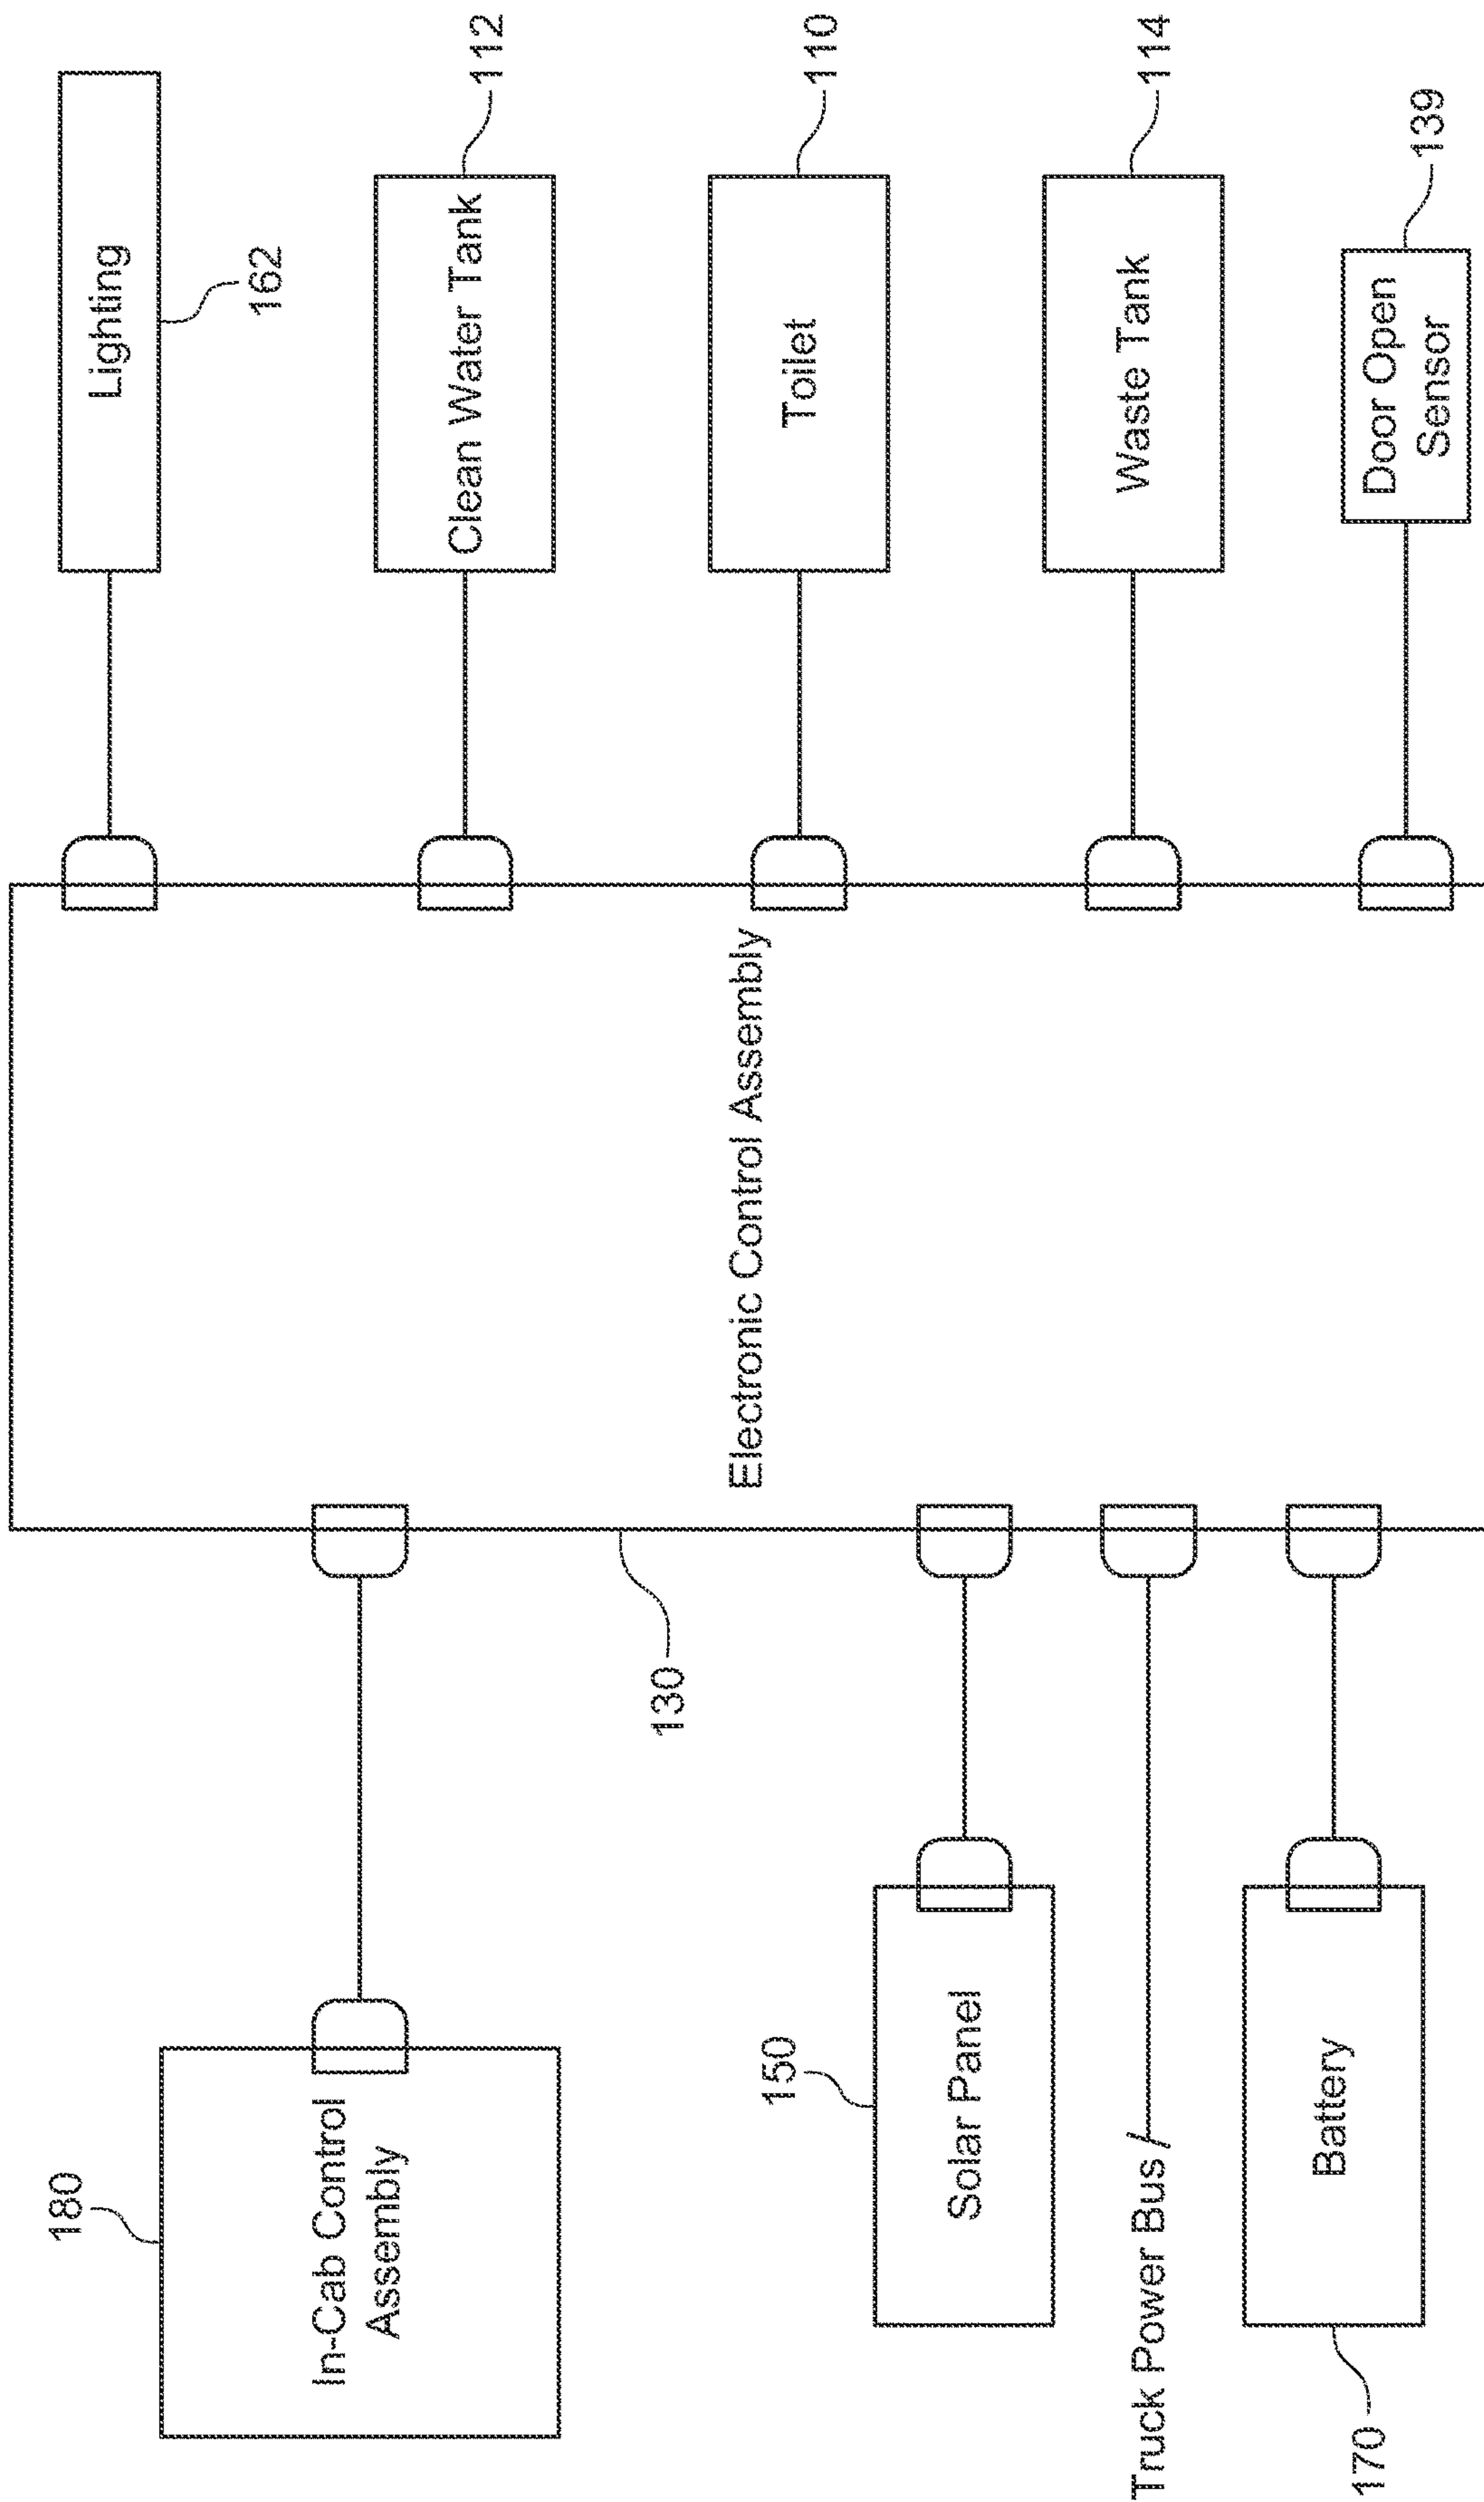 180
In-Cab Control
Assembly
130
Lighting
162
Clean Water Tank
112
Electronic Control Assembly
Toilet
110
150
Solar Panel
Truck Power Bus
Waste Tank
114
Battery
170
Door Open
Sensor
139